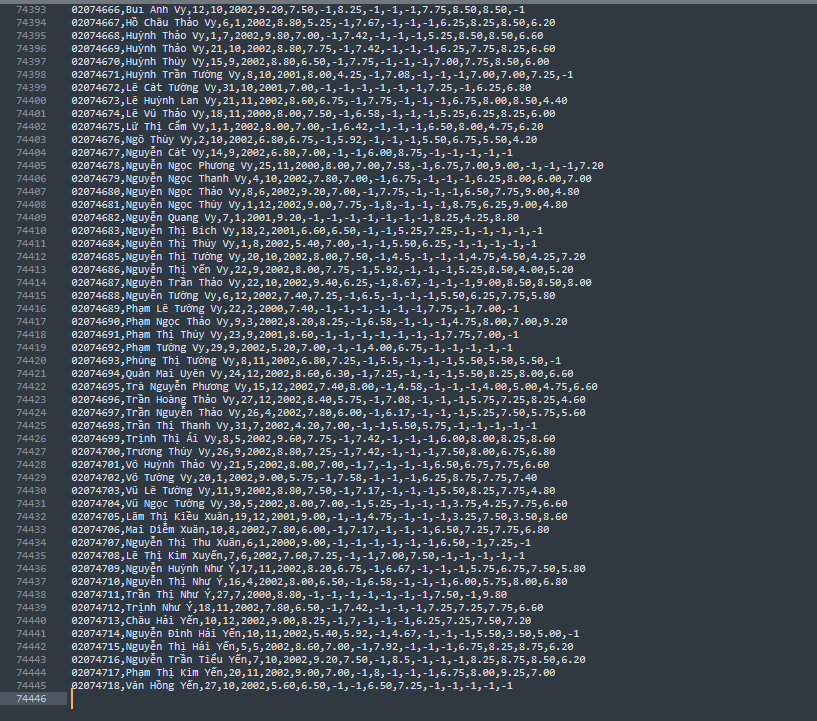 74393 02074666,Bùi Anh Vy,12,10,2002,9.20,7.50,-1,8.25,-1,-1,-1,7.75,8.50,8.50,-1
74394 02074667,Hồ Châu Thảo Vy,6,1,2002,8.80,5.25,-1,7.67,-1,-1,-1,6.25,8.25,8.50,6.20
74395 02074668,Huỳnh Thảo Vy,1,7,2002,9.80,7.00,-1,7.42,-1,-1,-1,5.25,8.50,8.50,6.60
74396 02074669,Huỳnh Thảo Vy,21,10,2002,8.80,7.75,-1,7.42,-1,-1,-1,6.25,7.75,8.25,6.60
74397 02074670,Huỳnh Thúy Vy,15,9,2002,8.80,6.50,-1,7.75,-1,-1,-1,7.00,7.75,8.50,6.00
74398 02074671,Huỳnh Trần Tường Vy,8,10,2001,8.00,4.25,-1,7.08,-1,-1,-1,7.00,7.00,7.25,-1
74399 02074672,Lê Cát Tường Vy,31,10,2001,7.00,-1,-1,-1,-1,-1,-1,7.25,-1,6.25,6.80
74400 02074673,Lê Huỳnh Lan Vy,21,11,2002,8.60,6.75,-1,7.75,-1,-1,-1,6.75,8.00,8.50,4.40
74401 02074674,Lê Vũ Thảo Vy,18,11,2000,8.00,7.50,-1,6.58,-1,-1,-1,5.25,6.25,8.25,6.00
74402 02074675,Lữ Thị Cẩm Vy,1,1,2002,8.00,7.00,-1,6.42,-1,-1,-1,6.50,8.00,4.75,6.20
74403 02074676,Ngô Thùy Vy,2,10,2002,6.80,6.75,-1,5.92,-1,-1,-1,5.50,6.75,5.50,4.20
74404 02074677,Nguyễn Cát Vy,14,9,2002,6.80,7.00,-1,-1,6.00,8.75,-1,-1,-1,-1,-1
74405 02074678,Nguyễn Ngọc Phương Vy,25,11,2000,8.00,7.00,7.58,-1,6.75,7.00,9.00,-1,-1,-1,7.20
74406 02074679,Nguyễn Ngọc Thanh Vy,4,10,2002,7.80,7.00,-1,6.75,-1,-1,-1,6.25,8.00,6.00,7.00
74407 02074680,Nguyễn Ngọc Thảo Vy,8,6,2002,9.20,7.00,-1,7.75,-1,-1,-1,6.50,7.75,9.00,4.80
74408 02074681,Nguyễn Ngọc Thúy Vy,1,12,2002,9.00,7.75,-1,8,-1,-1,-1,8.75,6.25,9.00,4.80
74409 02074682,Nguyễn Quang Vy,7,1,2001,9.20,-1,-1,-1,-1,-1,-1,-1,8.25,4.25,8.80
74410 02074683,Nguyễn Thị Bích Vy,18,2,2001,6.60,6.50,-1,-1,5.25,7.25,-1,-1,-1,-1,-1
74411 02074684,Nguyễn Thị Thúy Vy,1,8,2002,5.40,7.00,-1,-1,5.50,6.25,-1,-1,-1,-1,-1
74412 02074685,Nguyễn Thị Tường Vy,20,10,2002,8.00,7.50,-1,4.5,-1,-1,-1,4.75,4.50,4.25,7.20
74413 02074686,Nguyễn Thị Yến Vy,22,9,2002,8.00,7.75,-1,5.92,-1,-1,-1,5.25,8.50,4.00,5.20
74414 02074687,Nguyễn Trần Thảo Vy,22,10,2002,9.40,6.25,-1,8.67,-1,-1,-1,9.00,8.50,8.50,8.00
74415 02074688,Nguyễn Tường Vy,6,12,2002,7.40,7.25,-1,6.5,-1,-1,-1,5.50,6.25,7.75,5.80
74416 02074689,Phạm Lê Tường Vy,22,2,2000,7.40,-1,-1,-1,-1,-1,-1,7.75,-1,7.00,-1
74417 02074690,Phạm Ngọc Thảo Vy,9,3,2002,8.20,8.25,-1,6.58,-1,-1,-1,4.75,8.00,7.00,9.20
74418 02074691,Phạm Thị Thúy Vy,23,9,2001,8.60,-1,-1,-1,-1,-1,-1,-1,7.75,7.00,-1
74419 02074692,Phạm Tường Vy,29,9,2002,5.20,7.00,-1,-1,4.00,6.75,-1,-1,-1,-1,-1
74420 02074693,Phùng Thị Tường Vy,8,11,2002,6.80,7.25,-1,5.5,-1,-1,-1,5.50,5.50,5.50,-1
74421 02074694,Quản Mai Uyên Vy,24,12,2002,8.60,6.30,-1,7.25,-1,-1,-1,5.50,8.25,8.00,6.60
74422 02074695,Trà Nguyễn Phương Vy,15,12,2002,7.40,8.00,-1,4.58,-1,-1,-1,4.00,5.00,4.75,6.60
74423 02074696,Trần Hoàng Thảo Vy,27,12,2002,8.40,5.75,-1,7.08,-1,-1,-1,5.75,7.25,8.25,4.60
74424 02074697,Trần Nguyễn Thảo Vy,26,4,2002,7.80,6.00,-1,6.17,-1,-1,-1,5.25,7.50,5.75,5.60
74425 02074698,Trần Thị Thanh Vy,31,7,2002,4.20,7.00,-1,-1,5.50,5.75,-1,-1,-1,-1,-1
74426 02074699,Trịnh Thị Ái Vy,8,5,2002,9.60,7.75,-1,7.42,-1,-1,-1,6.00,8.00,8.25,8.60
74427 02074700,Trương Thúy Vy,26,9,2002,8.80,7.25,-1,7.42,-1,-1,-1,7.50,8.00,6.75,6.80
74428 02074701,Võ Huỳnh Thảo Vy,21,5,2002,8.00,7.00,-1,7,-1,-1,-1,6.50,6.75,7.75,6.60
74429 02074702,Võ Tường Vy,20,1,2002,9.00,5.75,-1,7.58,-1,-1,-1,6.25,8.75,7.75,7.40
74430 02074703,Vũ Lê Tường Vy,11,9,2002,8.80,7.50,-1,7.17,-1,-1,-1,5.50,8.25,7.75,4.80
74431 02074704,Vũ Ngọc Tường Vy,30,5,2002,8.00,7.00,-1,5.25,-1,-1,-1,3.75,4.25,7.75,6.60
74432 02074705,Lâm Thị Kiều Xuân,19,12,2001,9.00,-1,-1,4.75,-1,-1,-1,3.25,7.50,3.50,8.60
74433 02074706,Mai Diễm Xuân,10,8,2002,7.80,6.00,-1,7.17,-1,-1,-1,6.50,7.25,7.75,6.80
74434 02074707,Nguyễn Thị Thu Xuân,6,1,2000,9.00,-1,-1,-1,-1,-1,-1,6.50,-1,7.25,-1
74435 02074708,Lê Thị Kim Xuyến,7,6,2002,7.60,7.25,-1,-1,7.00,7.50,-1,-1,-1,-1,-1
74436 02074709,Nguyễn Huỳnh Như Ý,17,11,2002,8.20,6.75,-1,6.67,-1,-1,-1,5.75,6.75,7.50,5.80
74437 02074710,Nguyễn Thị Như Ý,16,4,2002,8.00,6.50,-1,6.58,-1,-1,-1,6.00,5.75,8.00,6.80
74438 02074711,Trần Thị Như Ý,27,7,2000,8.80,-1,-1,-1,-1,-1,-1,-1,7.50,-1,9.80
74439 02074712,Trịnh Như Ý,18,11,2002,7.80,6.50,-1,7.42,-1,-1,-1,7.25,7.25,7.75,6.60
74440 02074713,Châu Hải Yến,10,12,2002,9.00,8.25,-1,7,-1,-1,-1,6.25,7.25,7.50,7.20
74441 02074714,Nguyễn Đình Hải Yến,10,11,2002,5.40,5.92,-1,4.67,-1,-1,-1,5.50,3.50,5.00,-1
74442 02074715,Nguyễn Thị Hải Yến,5,5,2002,8.60,7.00,-1,7.92,-1,-1,-1,6.75,8.25,8.75,6.20
74443 02074716,Nguyễn Trần Tiểu Yến,7,10,2002,9.20,7.50,-1,8.5,-1,-1,-1,8.25,8.75,8.50,6.20
74444 02074717,Phạm Thị Kim Yến,20,11,2002,9.00,7.00,-1,8,-1,-1,-1,6.75,8.00,9.25,7.00
74445 02074718,Văn Hồng Yến,27,10,2002,5.60,6.50,-1,-1,6.50,7.25,-1,-1,-1,-1,-1
74446